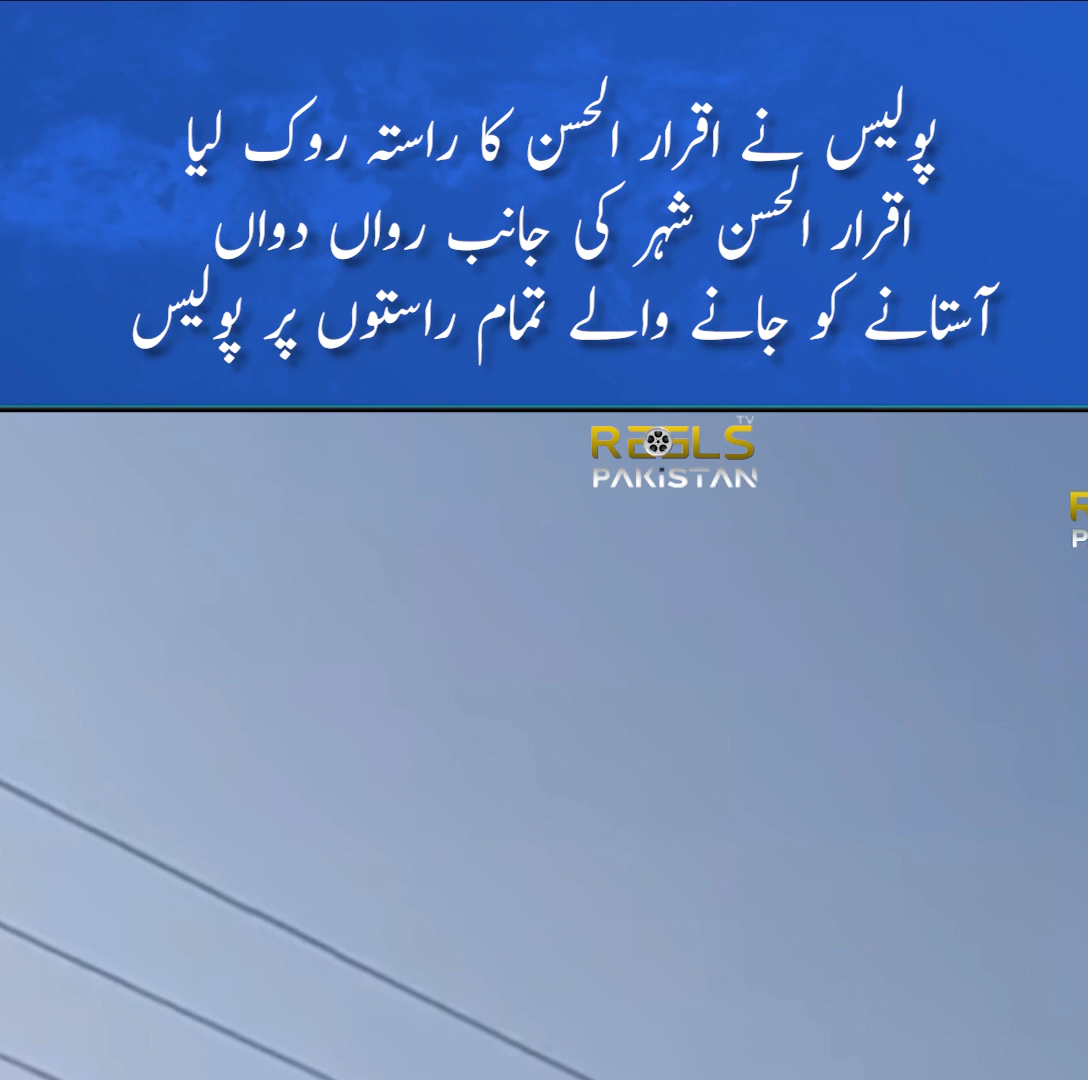 پولیس نے اقرار الحسن کا راستہ روک لیا
اقرار الحسن شہر کی جانب رواں دواں
آستانے کو جانے والے تمام راستوں پر پولیس
TV
REELS
PAKiSTAN
R
P